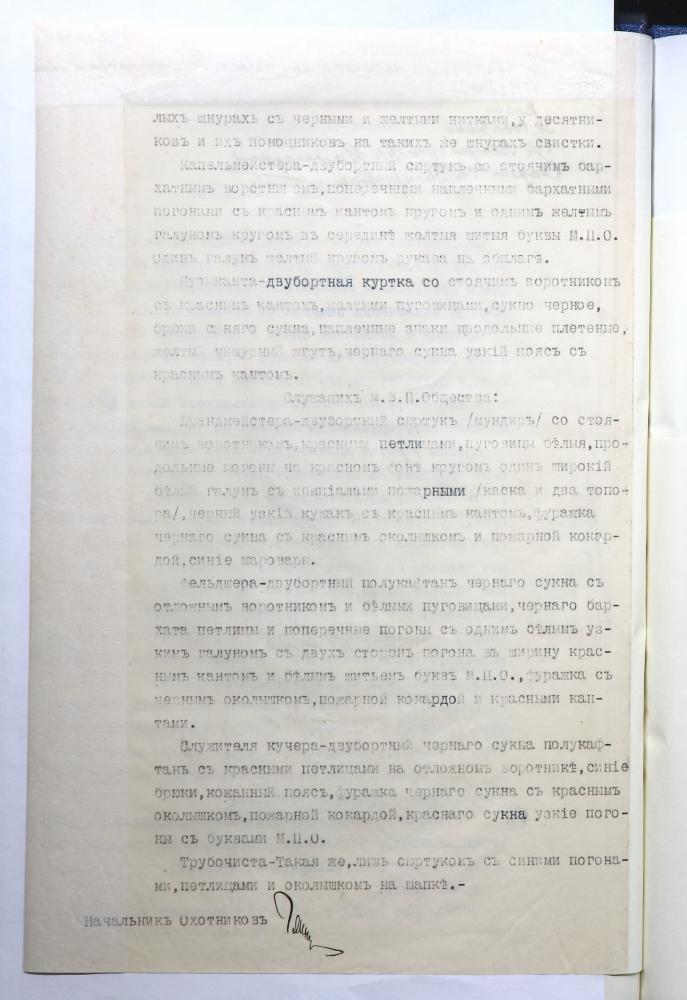 лыхъ шнурахъ съ черными и желтыми нитками,у десятни-
ковъ и ихъ помощниковъ на такихъ же шнурахъ свистки.
Капельмейстера-двубортный сюртукъ со стоячимъ бар-
хатнымъ воротникомъ,поперечными наплечными бархатными
погонами съ краснымъ кантомъ кругомъ и однимъ желтымъ
галуномъ кругомъ въ серединѣ желтыя шитыя буквы М.П.О.
Одинъ галунъ желтый кругомъ рукава на обшлагѣ.
Музыканта-двубортная куртка со стоячимъ воротникомъ
съ краснымъ кантомъ,желтыми пуговицами,сукно черное,
брюки синяго сукна,наплечные знаки продольные плетеные,
желтый мишурный жгутъ,чернаго сукна узкій поясъ съ
краснымъ кантомъ.
Служащихъ М.В.П.Общества:
Брандмейстера-двубортный сюртукъ /мундиръ/ со стоя-
чимъ воротникомъ,красными петлицами,пуговицы бѣлыя,про-
дольные погоны на красномъ фонѣ кругомъ одинъ широкій
бѣлый галунъ съ иниціалами пожарными /каска и два топо-
ра/,черный узкій кушакъ съ краснымъ кантомъ,фуражка
чернаго сукна съ краснымъ околышкомъ и пожарной кокар-
дой,синіе шаровары.
Фельдшера-двубортный полукафтанъ чернаго сукна съ
отложнымъ воротникомъ и бѣлыми пуговицами,чернаго бар-
хата петлицы и поперечные погоны съ однимъ бѣлымъ уз-
кимъ галуномъ съ двухъ сторонъ погона въ ширину крас-
нымъ кантомъ и бѣлымъ шитьемъ буквъ М.П.О.,фуражка съ
чернымъ околышкомъ,пожарной кокардой и красными кан-
тами.
Служителя кучера-двубортный чернаго сукна полукаф-
танъ съ красными петлицами на отложномъ воротникѣ,синіе
брюки,кожанный поясъ,фуражка чернаго сукна съ краснымъ
околышкомъ,пожарной кокардой,краснаго сукна узкіе пого-
ны съ буквами М.П.О.
Трубочиста-Такая же,лишь сюртукомъ съ синими погона-
ми,петлицами и околышкомъ на шапкѣ.-
Начальникъ Охотниковъ